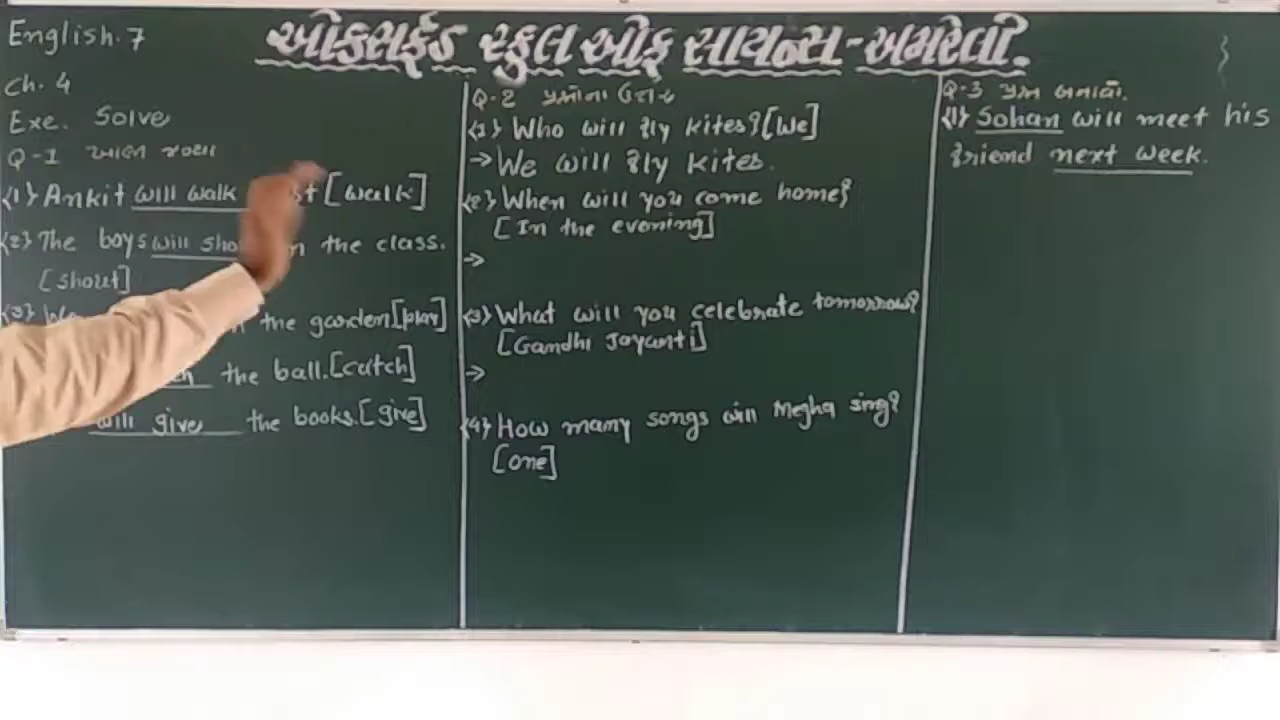 English. 7
ઓક્સફર્ડ સ્કુલ ઓફ સાયન્સ-અમરેલી.
Ch. 4
Exe. Solve
Q-1 ખાલી જગ્યા
<1> Ankit will walk [walk]
<2> The boys will in the class.
[shout]
<3> the garden [play]
the ball. [catch]
will give the books. [give]
Q-2
<1> Who will fly kites? [We]
→ We will fly kites.
<2> When will you come home?
[In the evening]
→
<3> What will you celebrate tomorrow?
[Gandhi Jayanti]
→
<4> How many songs will Megha sing?
[one]
Q-3 પ્રશ્ન બનાવો.
<1> Sohan will meet his
friend next week.